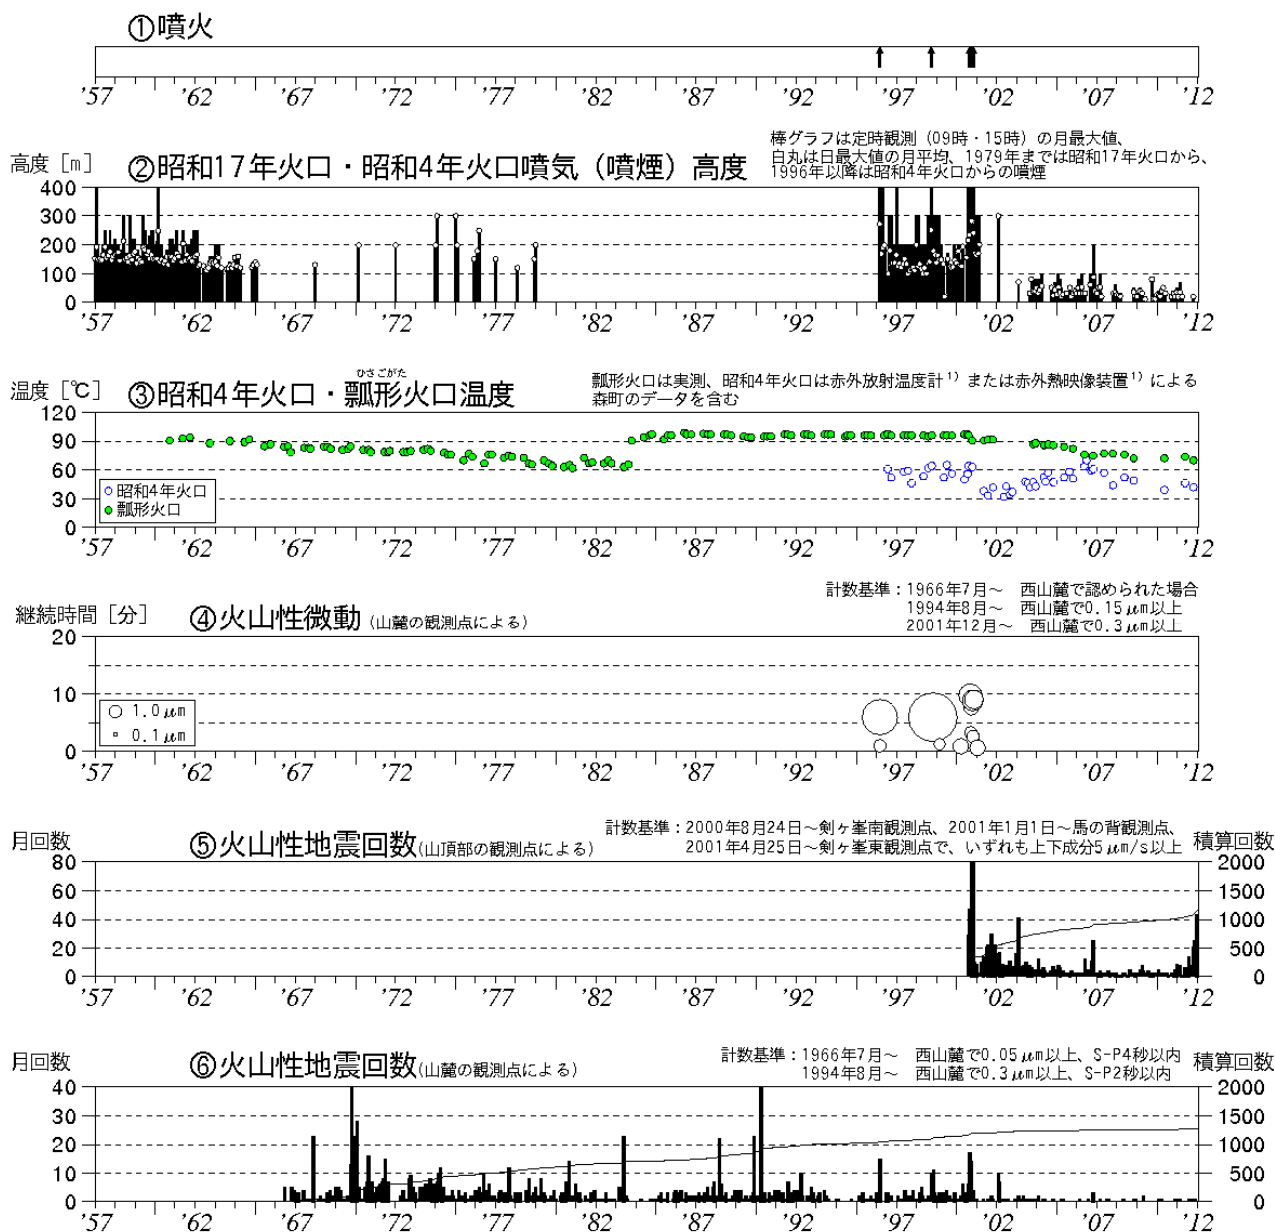 ①噴火
'57 '62 '67 '72 '77 '82 '87 '92 '97 '02 '07 '12
棒グラフは定時観測（09時・15時）の月最大値、
高度［m］ ②昭和17年火口・昭和4年火口噴気（噴煙）高度 白丸は日最大値の月平均、1979年までは昭和17年火口から、
1996年以降は昭和4年火口からの噴煙
400
300
200
100
0
'57 '62 '67 '72 '77 '82 '87 '92 '97 '02 '07 '12
ひさごがた
温度［℃］ ③昭和4年火口・瓢形火口温度 瓢形火口は実測、昭和4年火口は赤外放射温度計1）または赤外熱映像装置1）による
森町のデータを含む
120
90
60
30
0
昭和4年火口
瓢形火口
'57 '62 '67 '72 '77 '82 '87 '92 '97 '02 '07 '12
計数基準：1966年7月～ 西山麓で認められた場合
継続時間［分］ ④火山性微動（山麓の観測点による） 1994年8月～ 西山麓で0.15μm以上
2001年12月～ 西山麓で0.3μm以上
20
10
0
1.0μm
0.1μm
'57 '62 '67 '72 '77 '82 '87 '92 '97 '02 '07 '12
計数基準：2000年8月24日～剣ヶ峯南観測点、2001年1月1日～馬の背観測点、
月回数 ⑤火山性地震回数(山頂部の観測点による) 2001年4月25日～剣ヶ峯東観測点で、いずれも上下成分5μm/s以上 積算回数
80 2000
60 1500
40 1000
20 500
0 0
'57 '62 '67 '72 '77 '82 '87 '92 '97 '02 '07 '12
月回数 ⑥火山性地震回数(山麓の観測点による) 計数基準：1966年7月～ 西山麓で0.05μm以上、S-P4秒以内 積算回数
1994年8月～ 西山麓で0.3μm以上、S-P2秒以内
40 2000
30 1500
20 1000
10 500
0 0
'57 '62 '67 '72 '77 '82 '87 '92 '97 '02 '07 '12